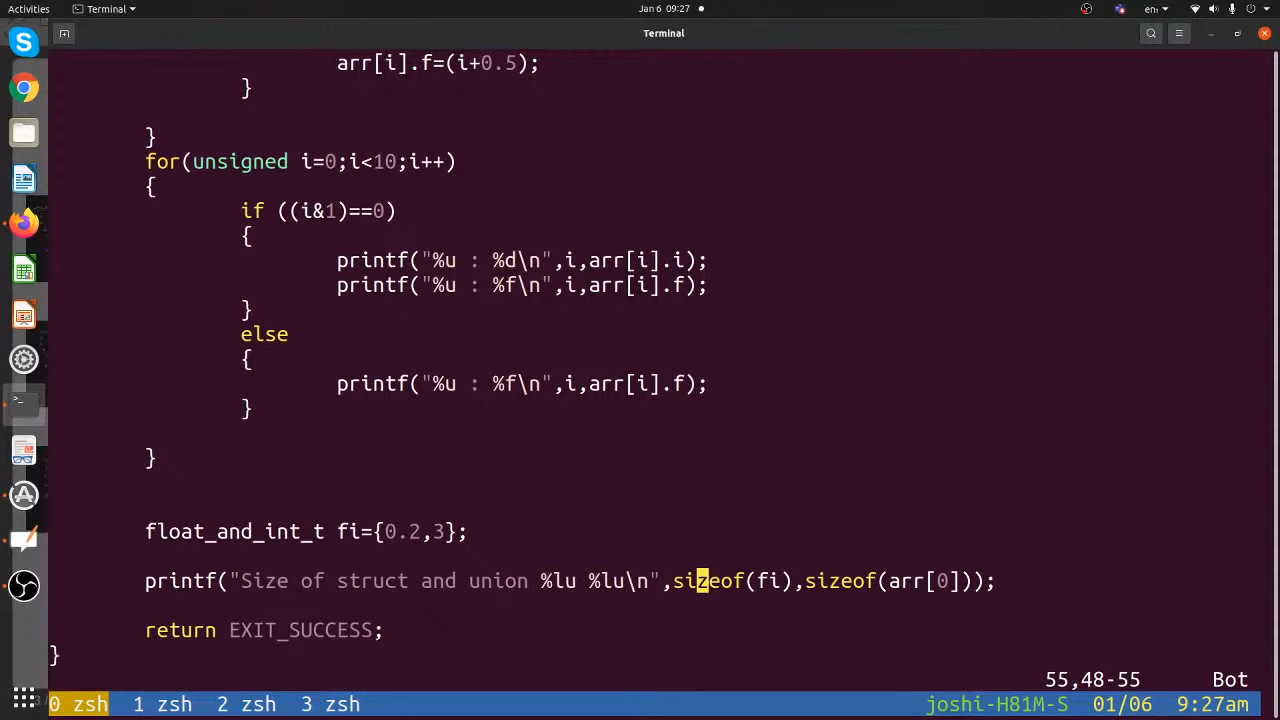 Activities Terminal Jan 6 09:27 en
Terminal
arr[i].f=(i+0.5);
}
}
for(unsigned i=0;i<10;i++)
{
if ((i&1)==0)
{
printf("%u : %d\n",i,arr[i].i);
printf("%u : %f\n",i,arr[i].f);
}
else
{
printf("%u : %f\n",i,arr[i].f);
}
}
float_and_int_t fi={0.2,3};
printf("Size of struct and union %lu %lu\n",sizeof(fi),sizeof(arr[0]));
return EXIT_SUCCESS;
}
55,48-55 Bot
0 zsh 1 zsh 2 zsh 3 zsh joshi-H81M-S 01/06 9:27am